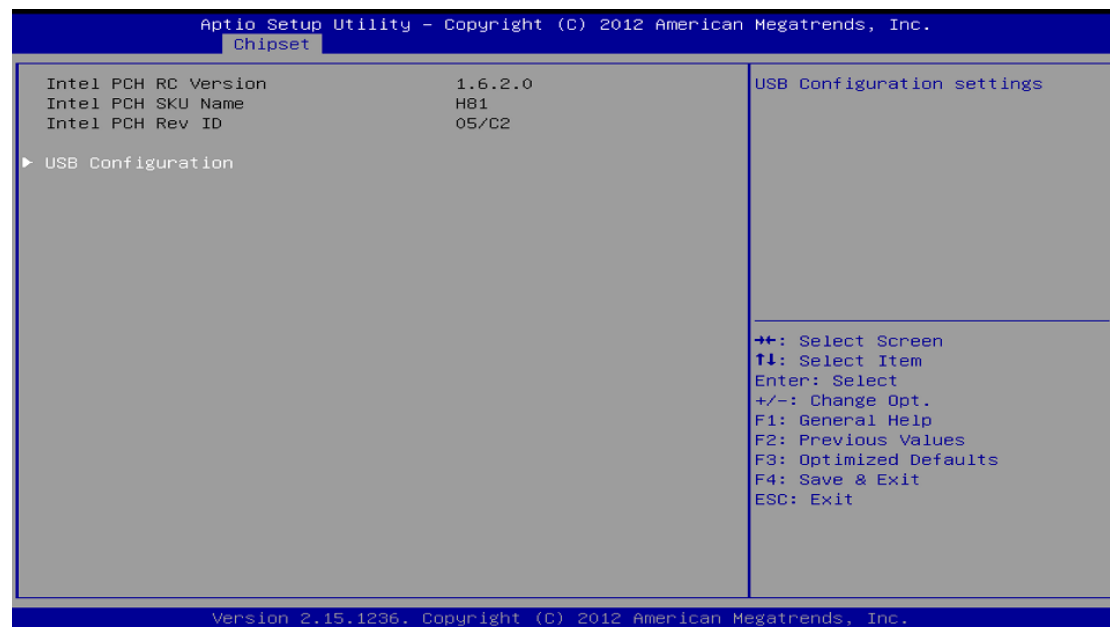 Aptio Setup Utility – Copyright (C) 2012 American Megatrends, Inc.
Chipset
Intel PCH RC Version 1.6.2.0
Intel PCH SKU Name H81
Intel PCH Rev ID 05/C2
► USB Configuration
USB Configuration settings
→←: Select Screen
↑↓: Select Item
Enter: Select
+/-: Change Opt.
F1: General Help
F2: Previous Values
F3: Optimized Defaults
F4: Save & Exit
ESC: Exit
Version 2.15.1236. Copyright (C) 2012 American Megatrends, Inc.